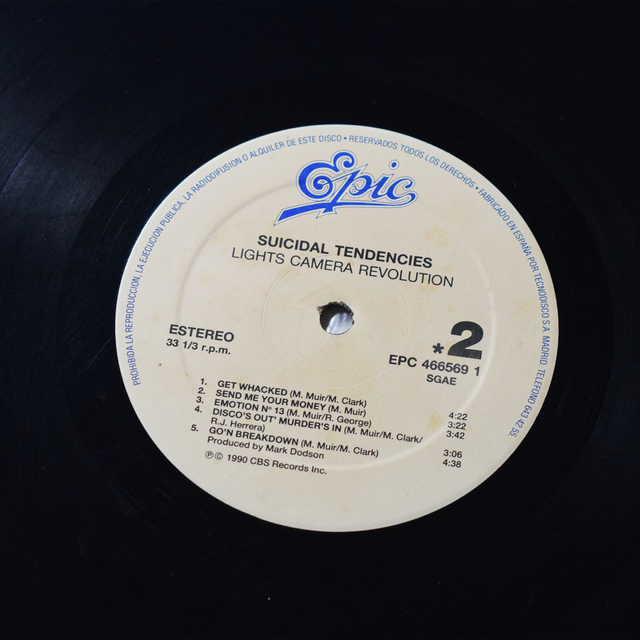 PROHIBIDA LA REPRODUCCION, LA EJECUCION PUBLICA, LA RADIODIFUSION O ALQUILER DE ESTE DISCO • RESERVADOS TODOS LOS DERECHOS • FABRICADO EN ESPAÑA POR TECNODISCO S.A. MADRID. TELEFONO 643 42 55.
Epic
SUICIDAL TENDENCIES
LIGHTS CAMERA REVOLUTION
ESTEREO
33 1/3 r.p.m.
*2
EPC 466569 1
SGAE
1. GET WHACKED (M. Muir/M. Clark) 4:22
2. SEND ME YOUR MONEY (M. Muir) 3:22
3. EMOTION Nº 13 (M. Muir/R. George) 3:42
4. DISCO'S OUT' MURDER'S IN (M. Muir/M. Clark/
R.J. Herrera) 3:06
5. GO'N BREAKDOWN (M. Muir/M. Clark) 4:38
Produced by Mark Dodson
℗© 1990 CBS Records Inc.